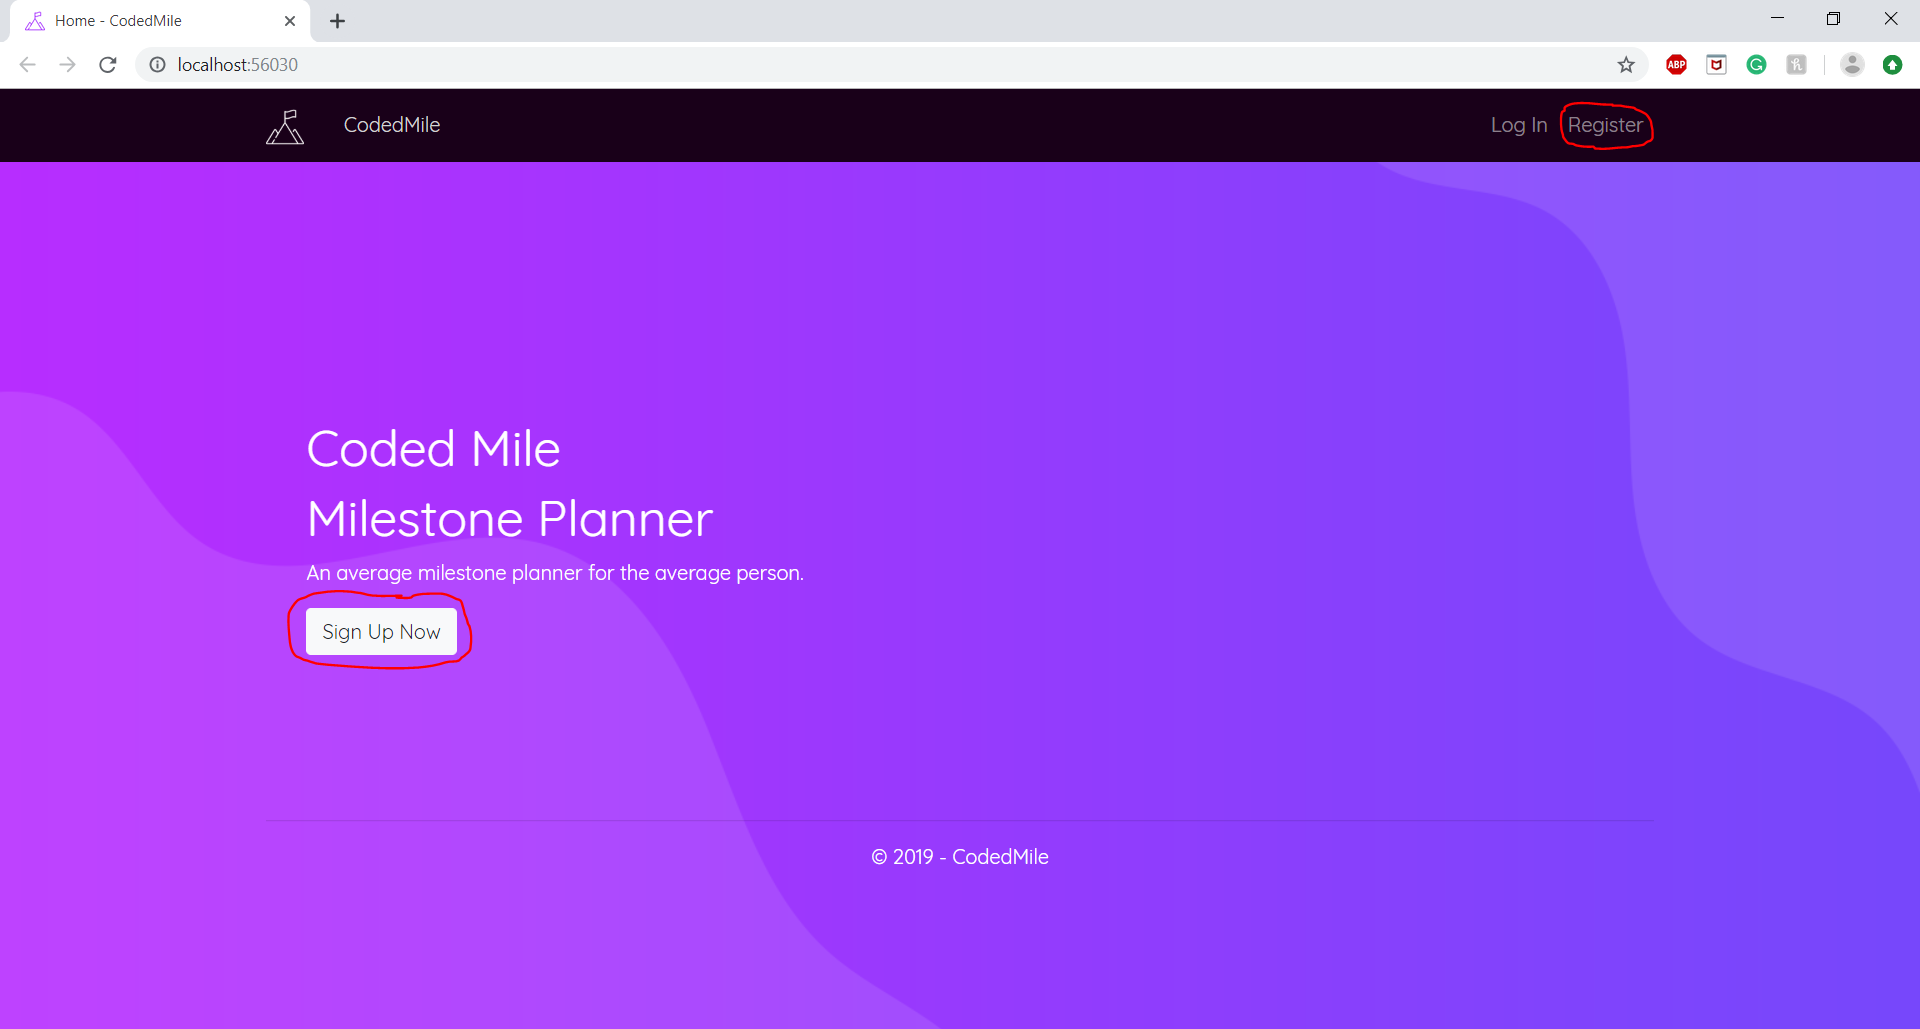 Home - CodedMile
localhost:56030
ABP
CodedMile
Log In Register
Coded Mile
Milestone Planner
An average milestone planner for the average person.
Sign Up Now
© 2019 - CodedMile